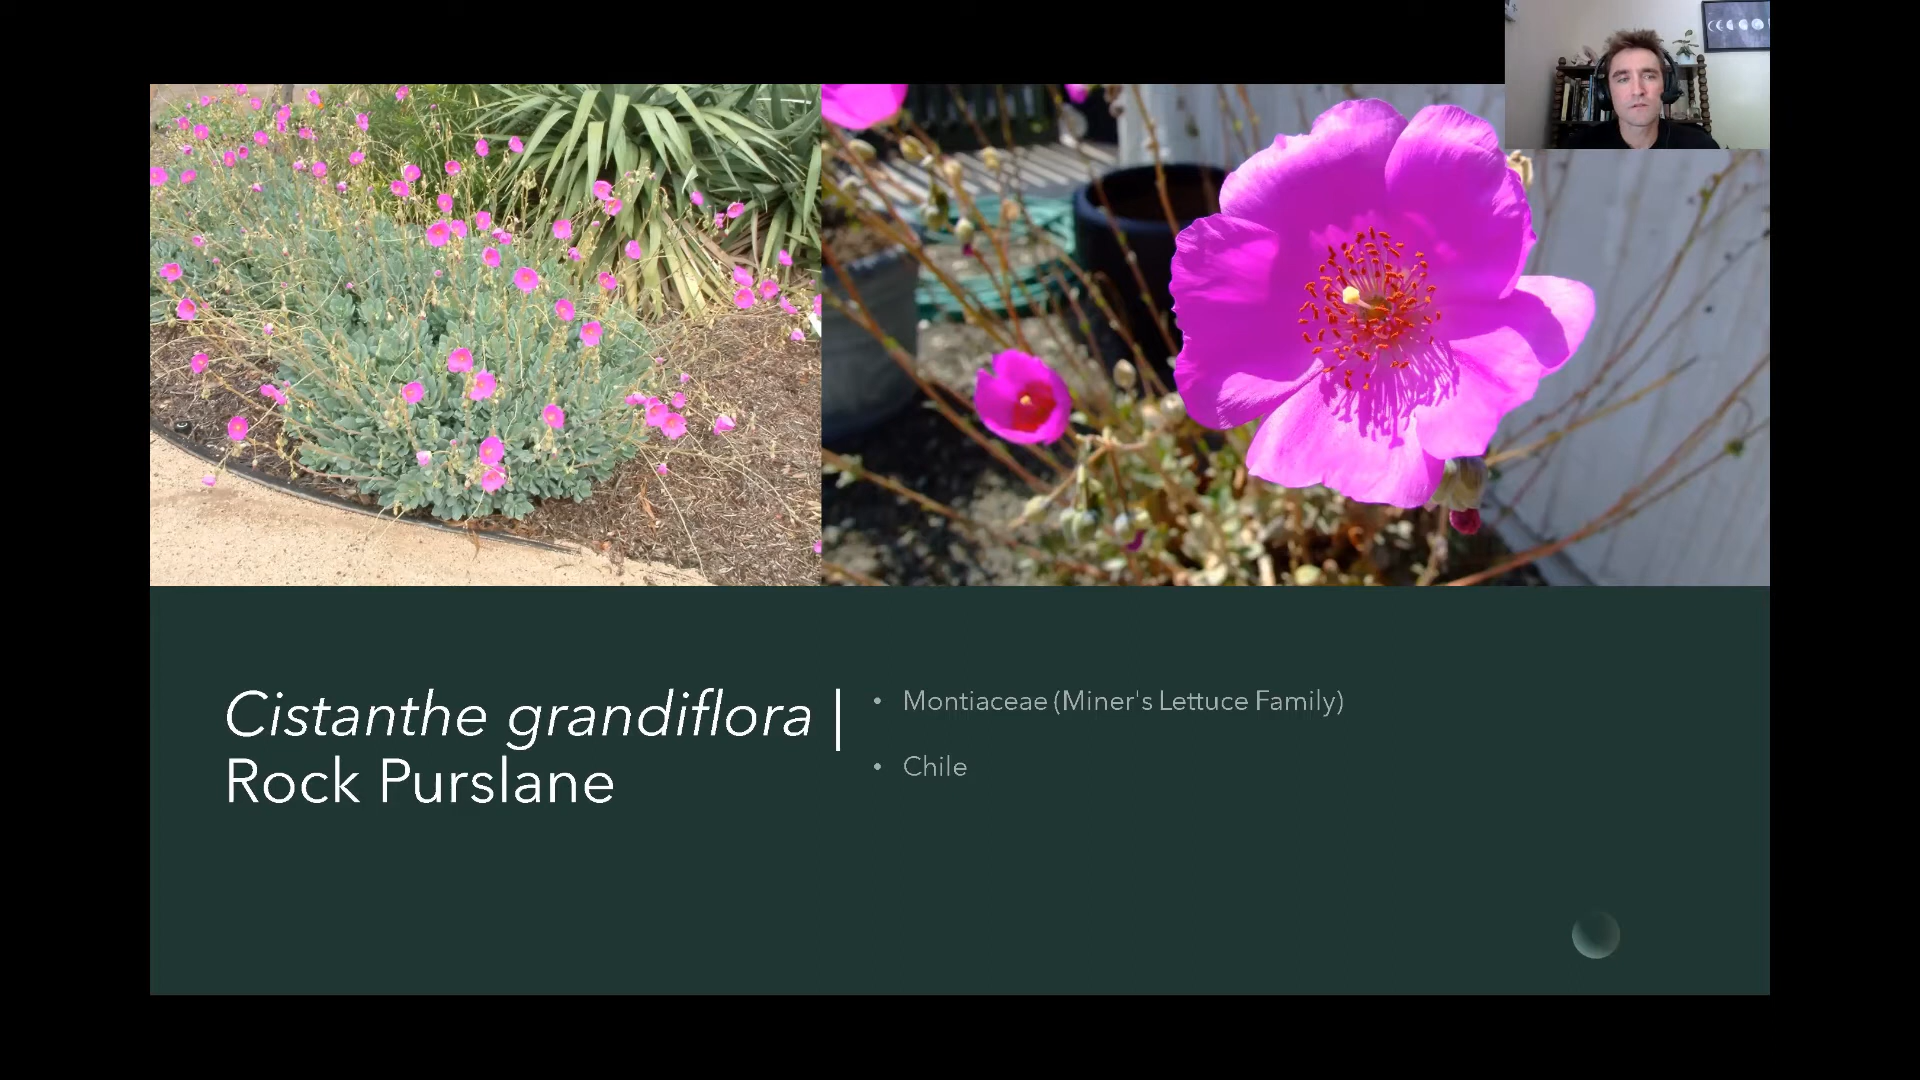 Cistanthe grandiflora |
Rock Purslane
• Montiaceae (Miner's Lettuce Family)
• Chile